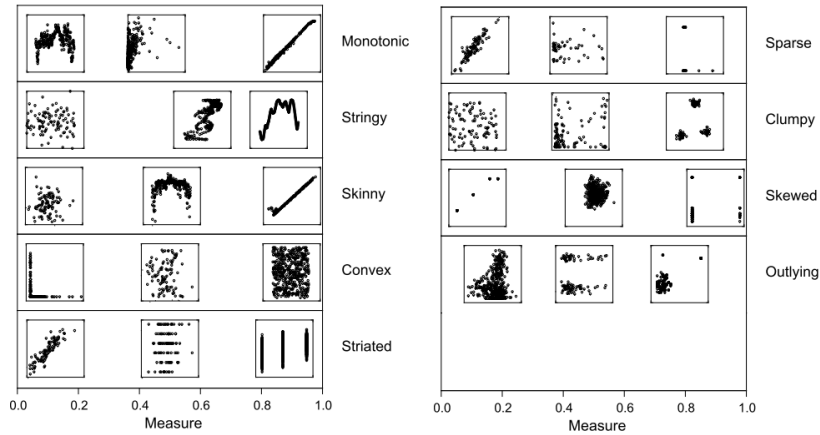 Monotonic
Stringy
Skinny
Convex
Striated
0.0 0.2 0.4 0.6 0.8 1.0
Measure
Sparse
Clumpy
Skewed
Outlying
0.0 0.2 0.4 0.6 0.8 1.0
Measure